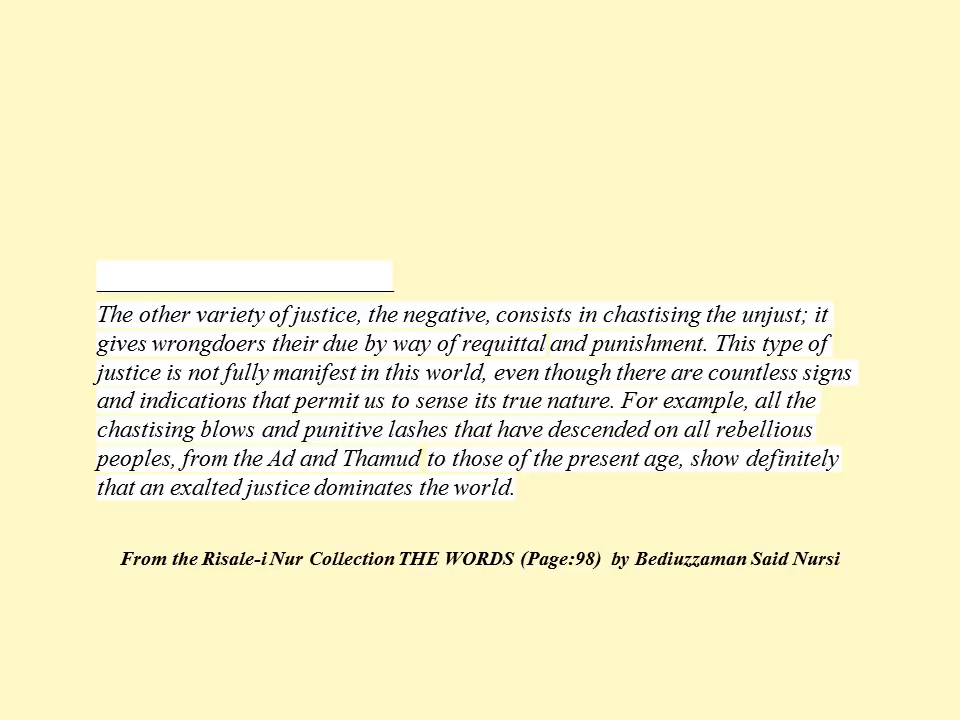 The other variety of justice, the negative, consists in chastising the unjust; it
gives wrongdoers their due by way of requittal and punishment. This type of
justice is not fully manifest in this world, even though there are countless signs
and indications that permit us to sense its true nature. For example, all the
chastising blows and punitive lashes that have descended on all rebellious
peoples, from the Ad and Thamud to those of the present age, show definitely
that an exalted justice dominates the world.
From the Risale-i Nur Collection THE WORDS (Page:98) by Bediuzzaman Said Nursi